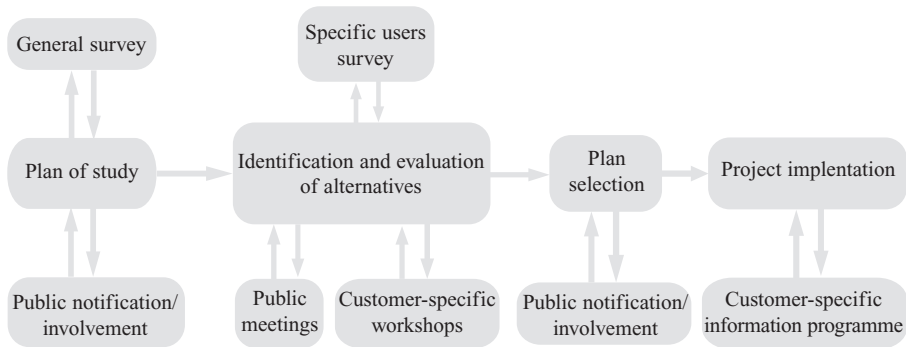 General survey
Specific users
survey
Plan of study
Identification and evaluation
of alternatives
Plan
selection
Project implentation
Public notification/
involvement
Public
meetings
Customer-specific
workshops
Public notification/
involvement
Customer-specific
information programme